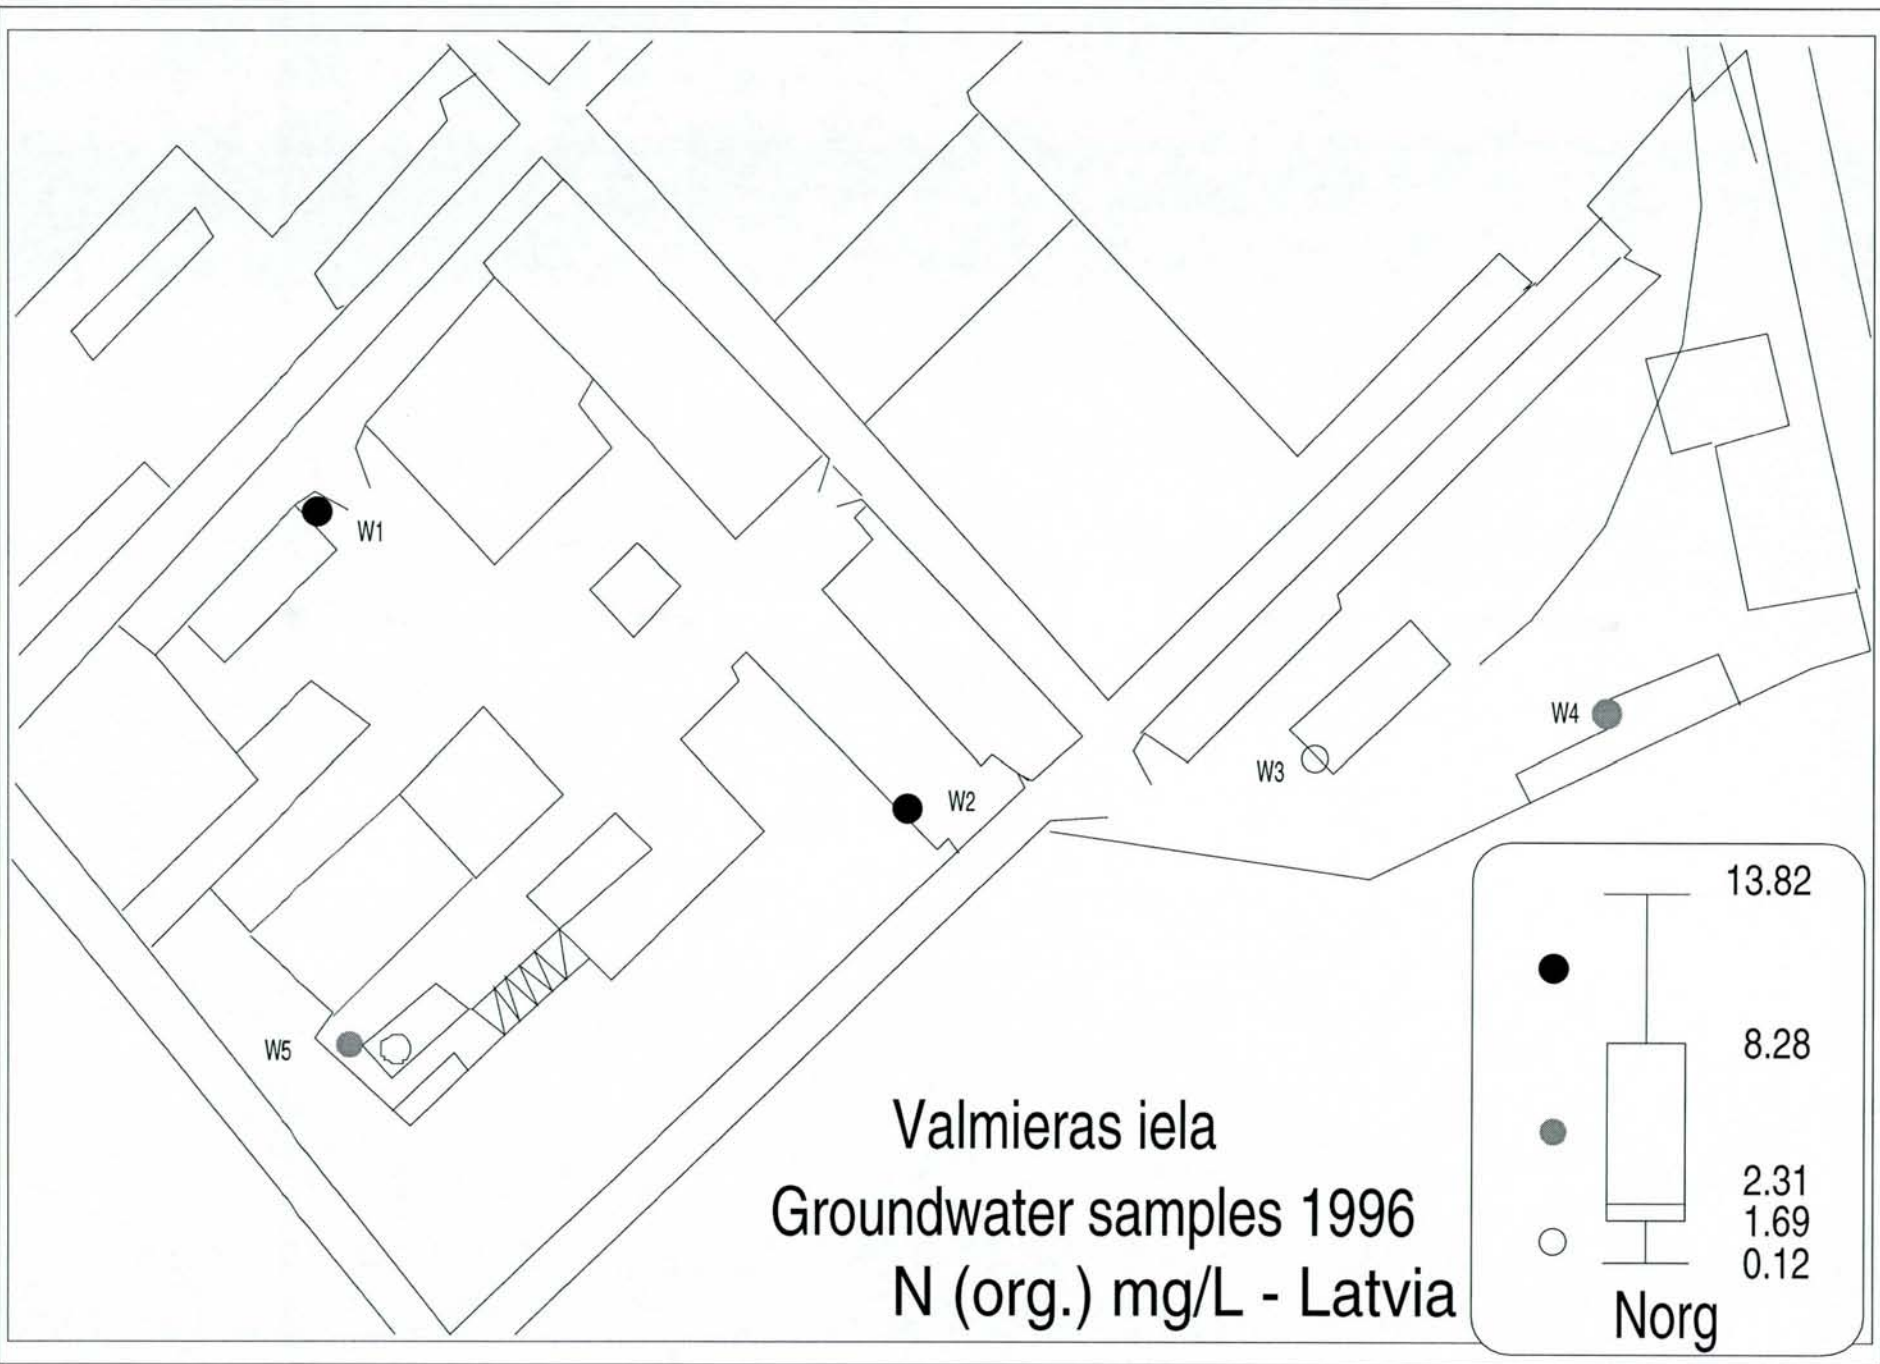 W1
W2
W3
W4
W5
Valmieras iela
Groundwater samples 1996
N (org.) mg/L - Latvia
13.82
8.28
2.31
1.69
0.12
Norg